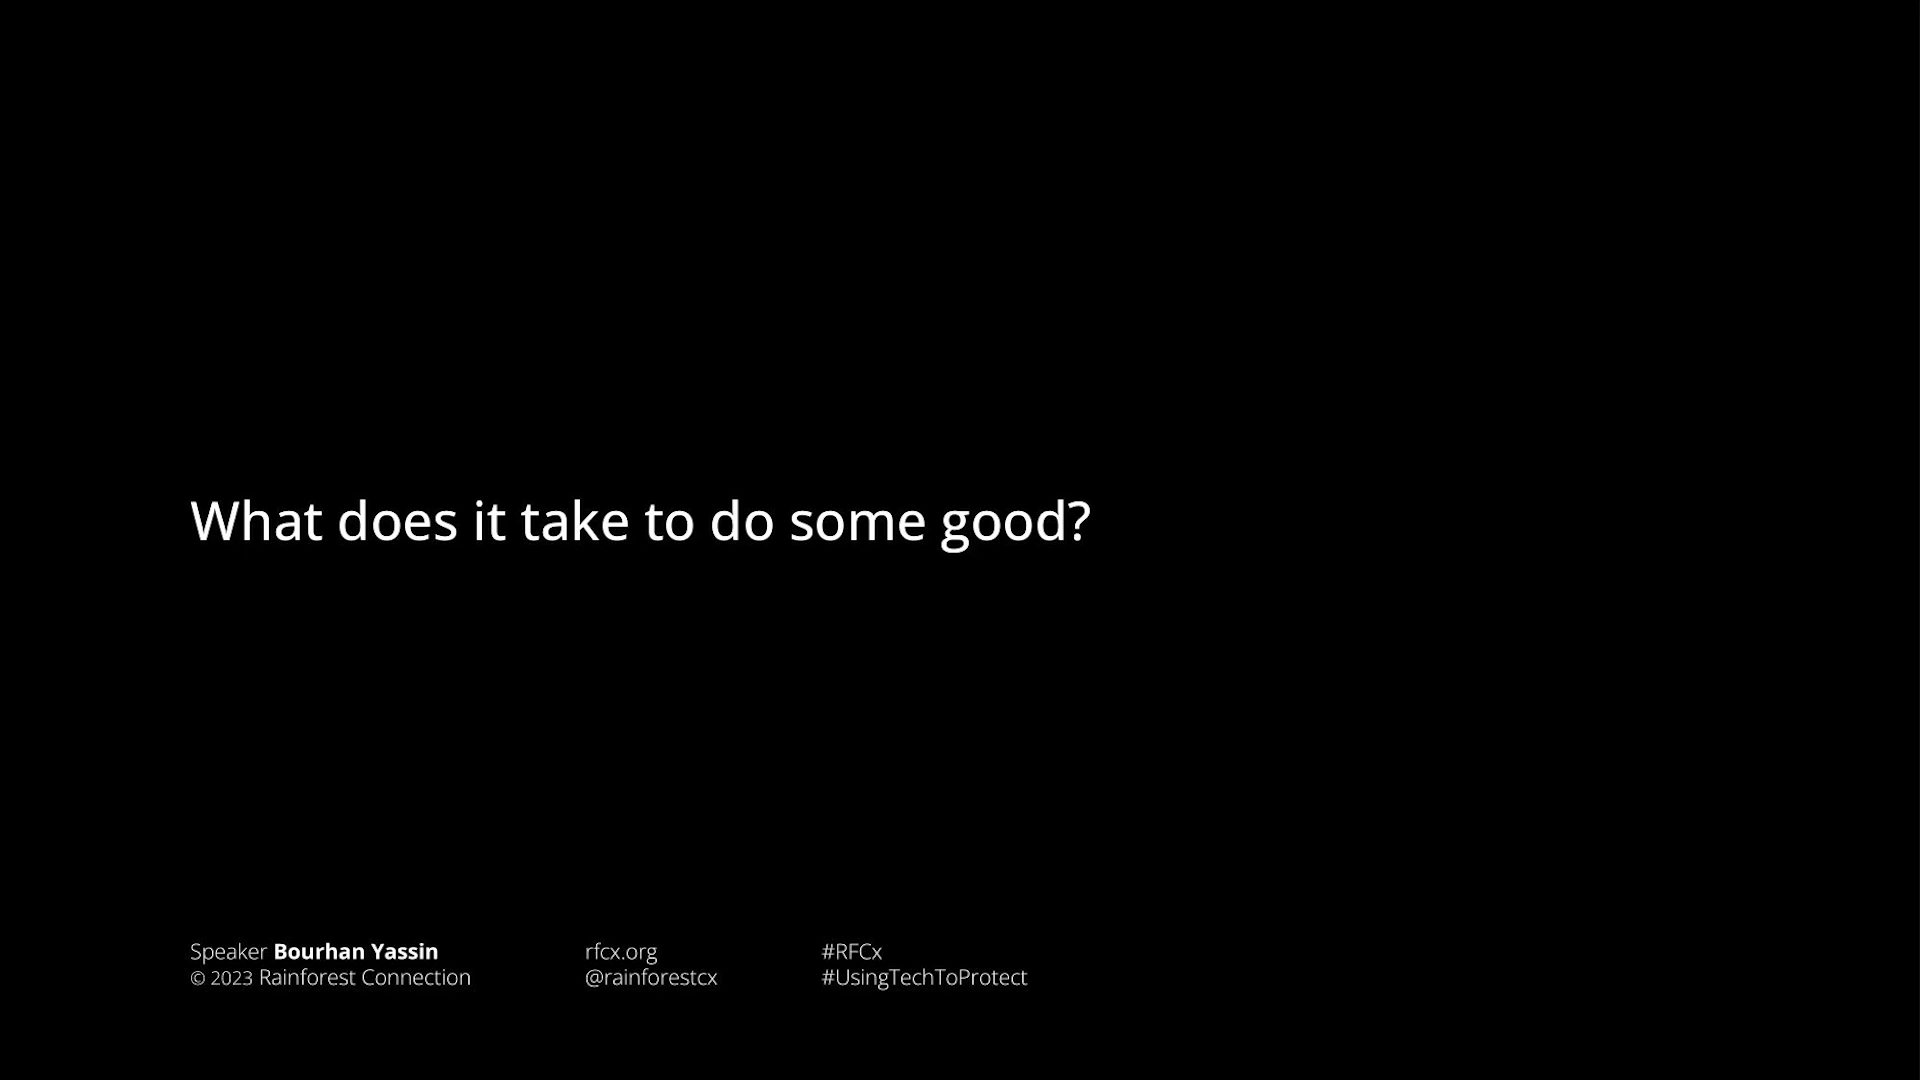 What does it take to do some good?
Speaker Bourhan Yassin
© 2023 Rainforest Connection
rfcx.org
@rainforestcx
#RFCx
#UsingTechToProtect